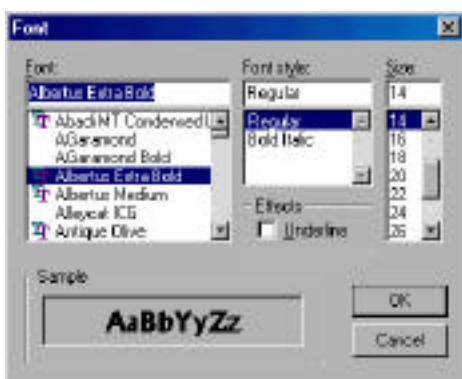 Font
Font: Font style: Size:
Albertus Extra Bold Regular 14
Abadi MT Condensed L
AGaramond
AGaramond Bold
Albertus Extra Bold
Albertus Medium
Alleycat ICG
Antique Olive
Regular
Bold Italic
14
16
18
20
22
24
26
Effects
Underline
Sample
AaBbYyZz
OK
Cancel